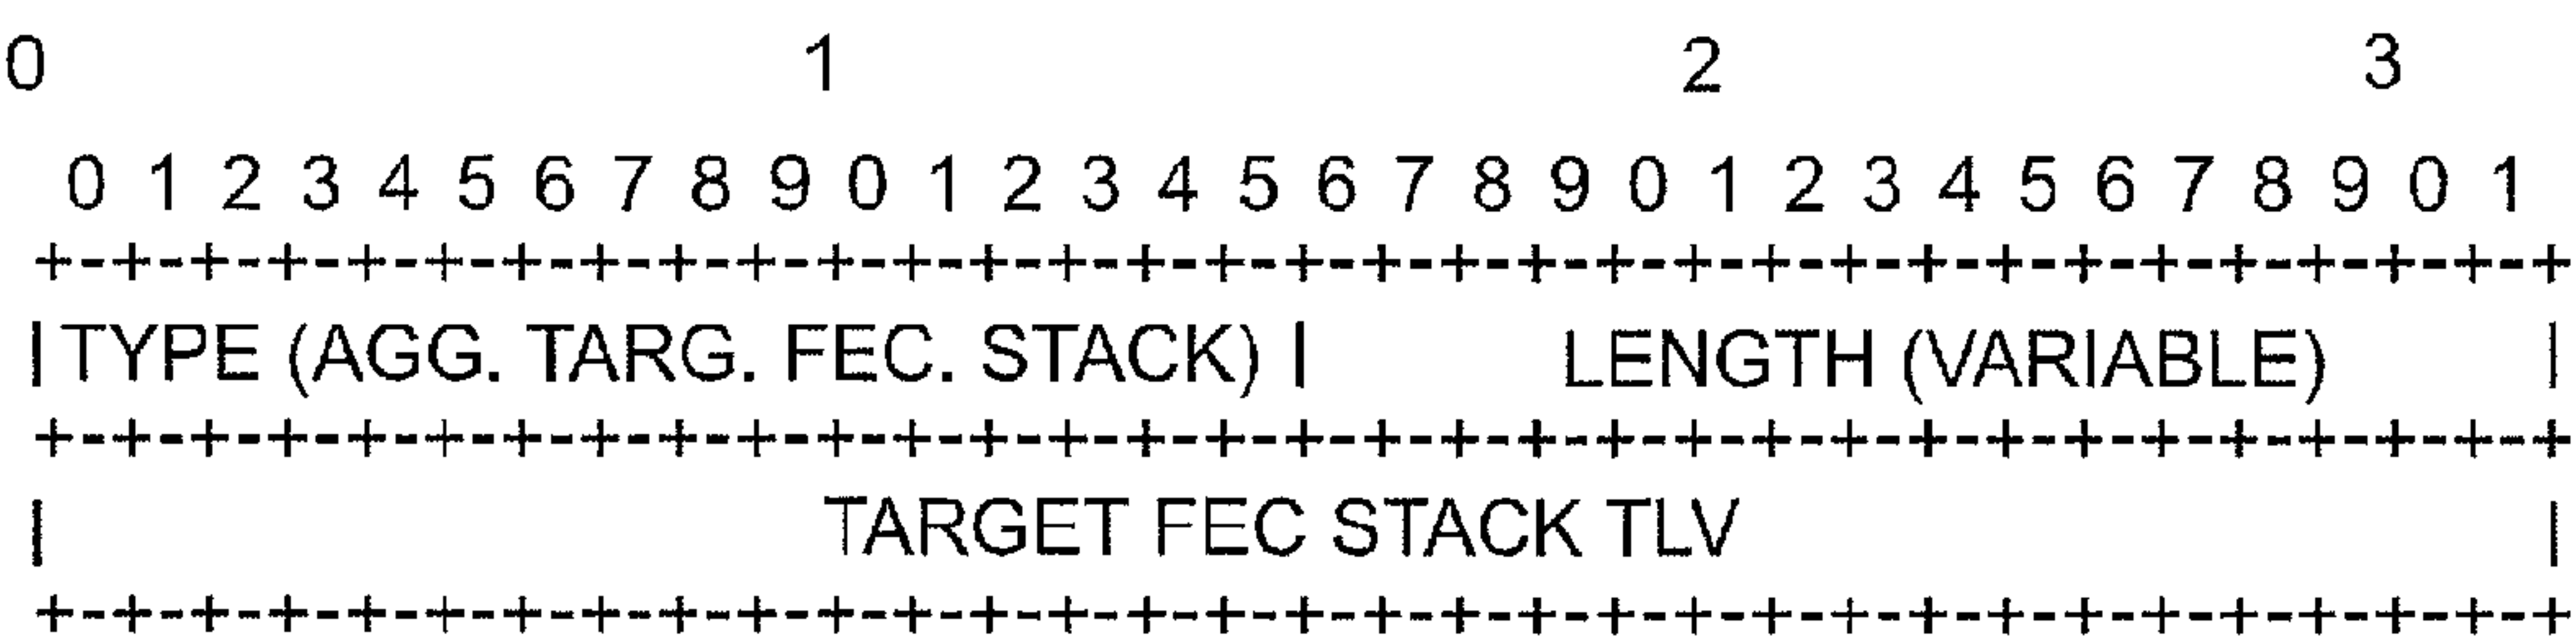 0 1 2 3
0 1 2 3 4 5 6 7 8 9 0 1 2 3 4 5 6 7 8 9 0 1 2 3 4 5 6 7 8 9 0 1
+-+-+-+-+-+-+-+-+-+-+-+-+-+-+-+-+-+-+-+-+-+-+-+-+-+-+-+-+-+-+-+-+
| TYPE (AGG. TARG. FEC. STACK) | LENGTH (VARIABLE) |
+-+-+-+-+-+-+-+-+-+-+-+-+-+-+-+-+-+-+-+-+-+-+-+-+-+-+-+-+-+-+-+-+
| TARGET FEC STACK TLV |
+-+-+-+-+-+-+-+-+-+-+-+-+-+-+-+-+-+-+-+-+-+-+-+-+-+-+-+-+-+-+-+-+